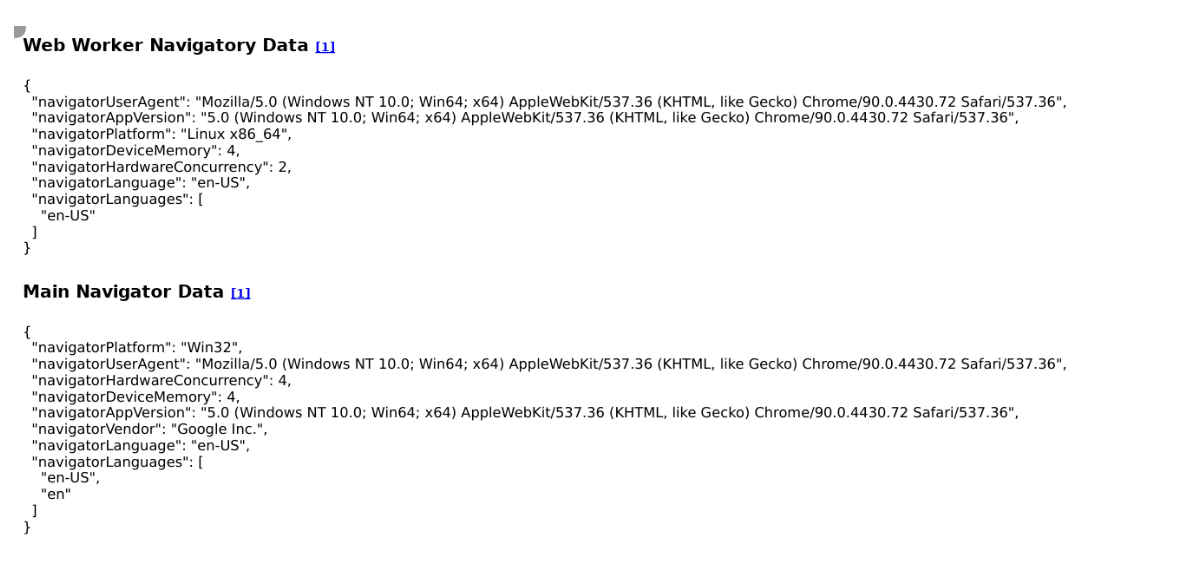 Web Worker Navigatory Data [1]
{
"navigatorUserAgent": "Mozilla/5.0 (Windows NT 10.0; Win64; x64) AppleWebKit/537.36 (KHTML, like Gecko) Chrome/90.0.4430.72 Safari/537.36",
"navigatorAppVersion": "5.0 (Windows NT 10.0; Win64; x64) AppleWebKit/537.36 (KHTML, like Gecko) Chrome/90.0.4430.72 Safari/537.36",
"navigatorPlatform": "Linux x86_64",
"navigatorDeviceMemory": 4,
"navigatorHardwareConcurrency": 2,
"navigatorLanguage": "en-US",
"navigatorLanguages": [
"en-US"
]
}
Main Navigator Data [1]
{
"navigatorPlatform": "Win32",
"navigatorUserAgent": "Mozilla/5.0 (Windows NT 10.0; Win64; x64) AppleWebKit/537.36 (KHTML, like Gecko) Chrome/90.0.4430.72 Safari/537.36",
"navigatorHardwareConcurrency": 4,
"navigatorDeviceMemory": 4,
"navigatorAppVersion": "5.0 (Windows NT 10.0; Win64; x64) AppleWebKit/537.36 (KHTML, like Gecko) Chrome/90.0.4430.72 Safari/537.36",
"navigatorVendor": "Google Inc.",
"navigatorLanguage": "en-US",
"navigatorLanguages": [
"en-US",
"en"
]
}